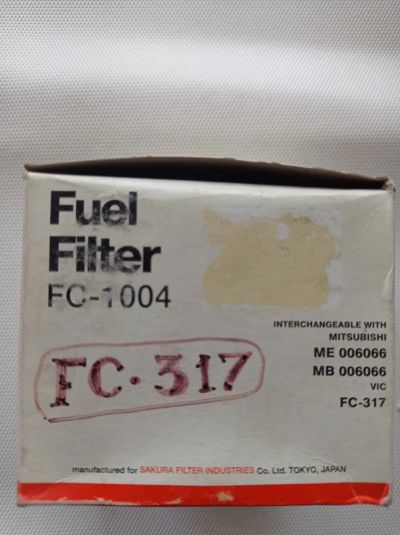 Fuel
Filter
FC-1004
INTERCHANGEABLE WITH
MITSUBISHI
ME 006066
MB 006066
VIC
FC-317
FC·317
manufactured for SAKURA FILTER INDUSTRIES Co. Ltd. TOKYO, JAPAN